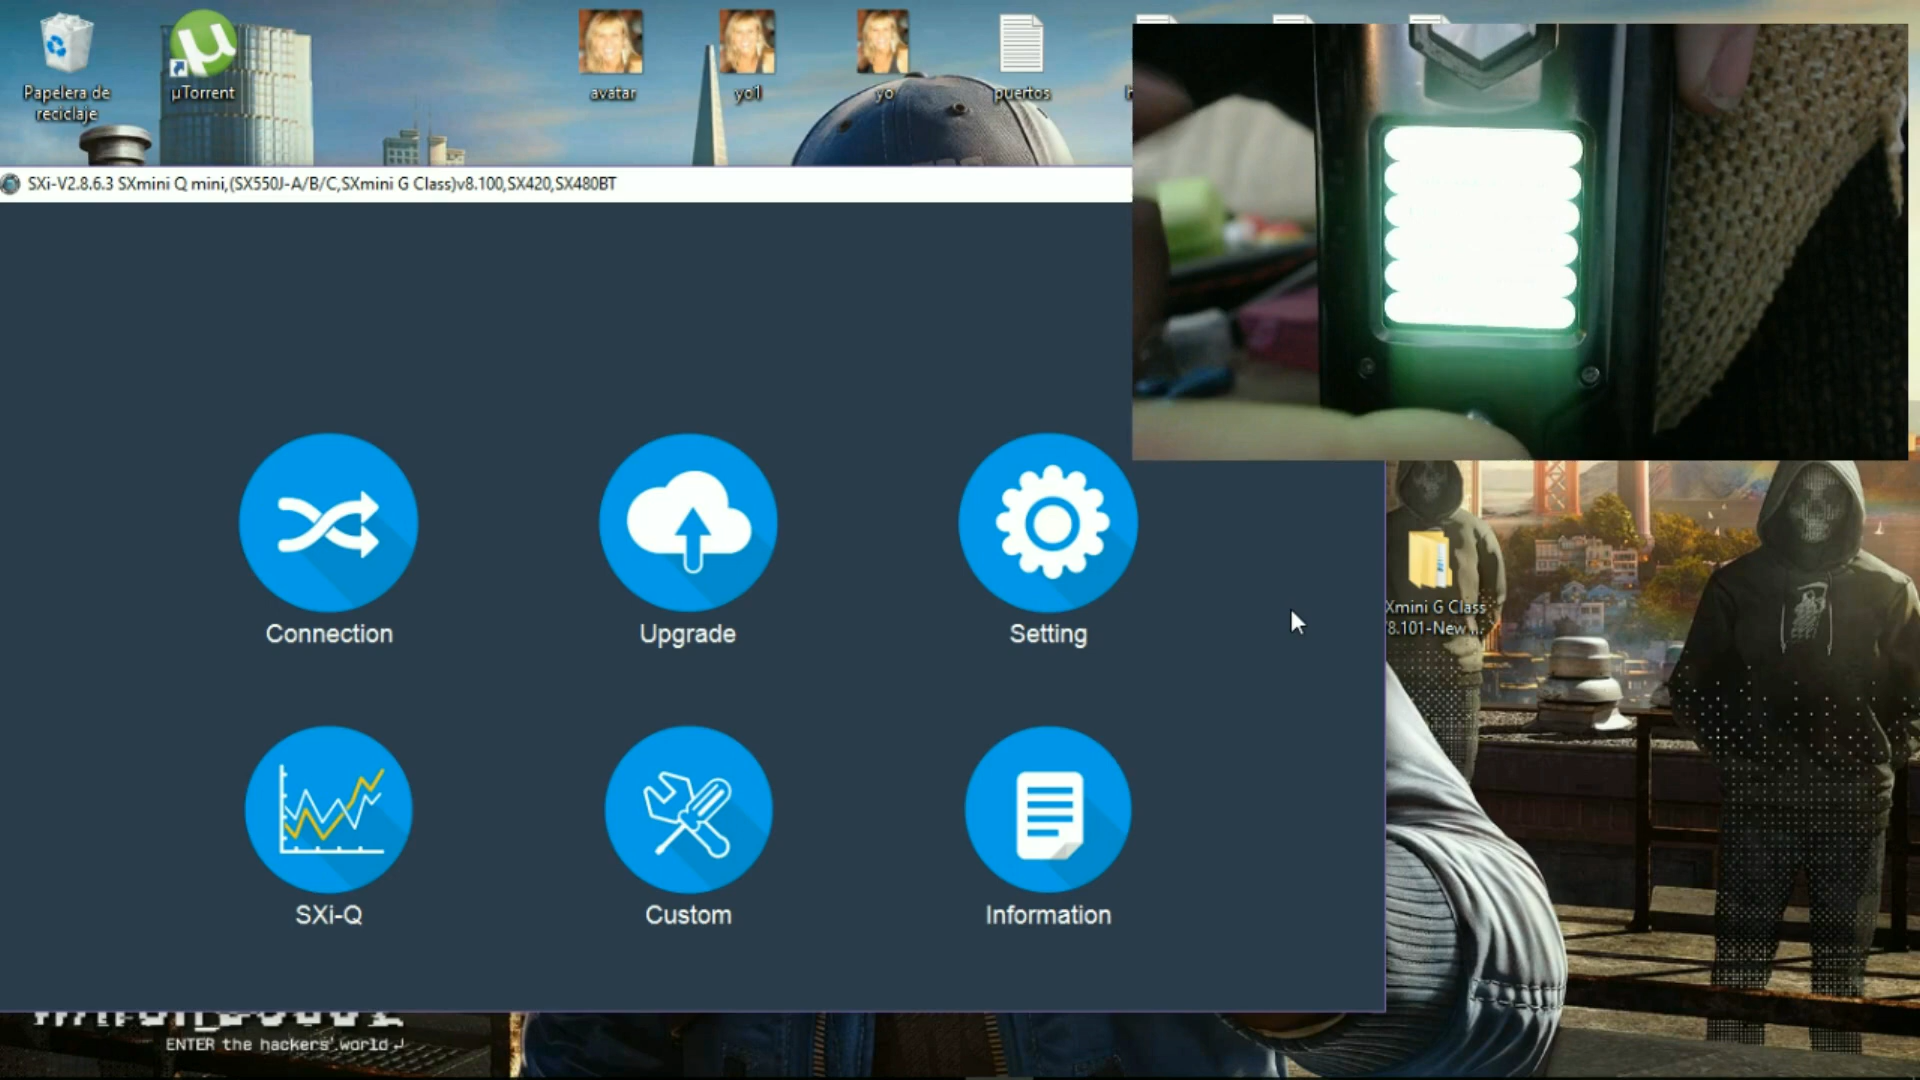 Papelera de
reciclaje
µTorrent
avatar
yo1
yo
puertos
SXi-V2.8.6.3 SXmini Q mini,(SX550J-A/B/C,SXmini G Class)v8.100,SX420,SX480BT
Connection
Upgrade
Setting
Xmini G Class
8.101-New ...
SXi-Q
Custom
Information
ENTER the hackers' world